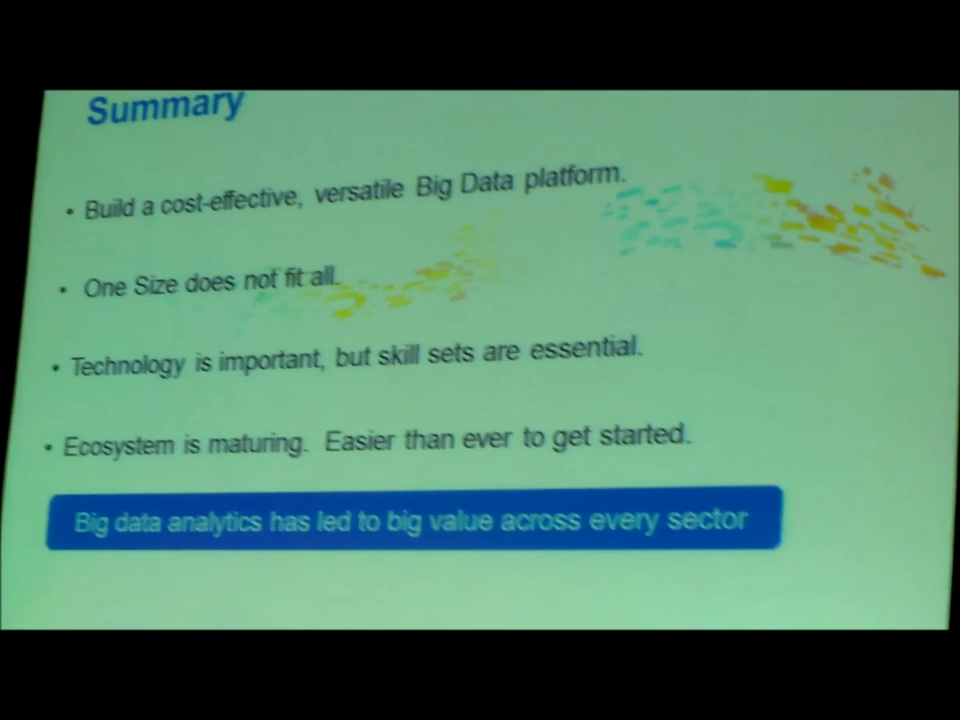 Summary
• Build a cost-effective, versatile Big Data platform.
• One Size does not fit all.
• Technology is important, but skill sets are essential.
• Ecosystem is maturing. Easier than ever to get started.
Big data analytics has led to big value across every sector